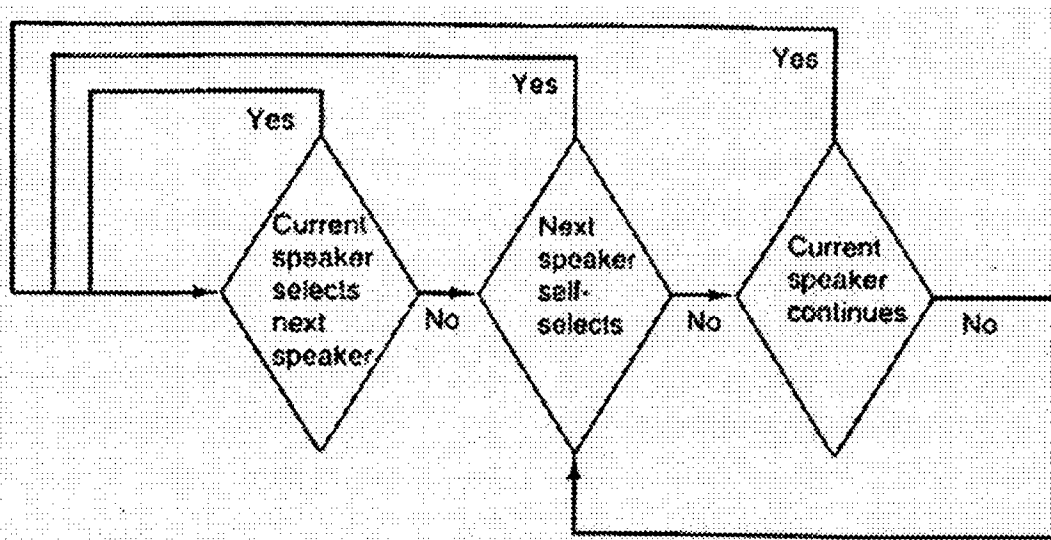 Yes
Yes
Yes
Current
speaker
selects
next
speaker
No
Next
speaker
self-
selects
No
Current
speaker
continues
No